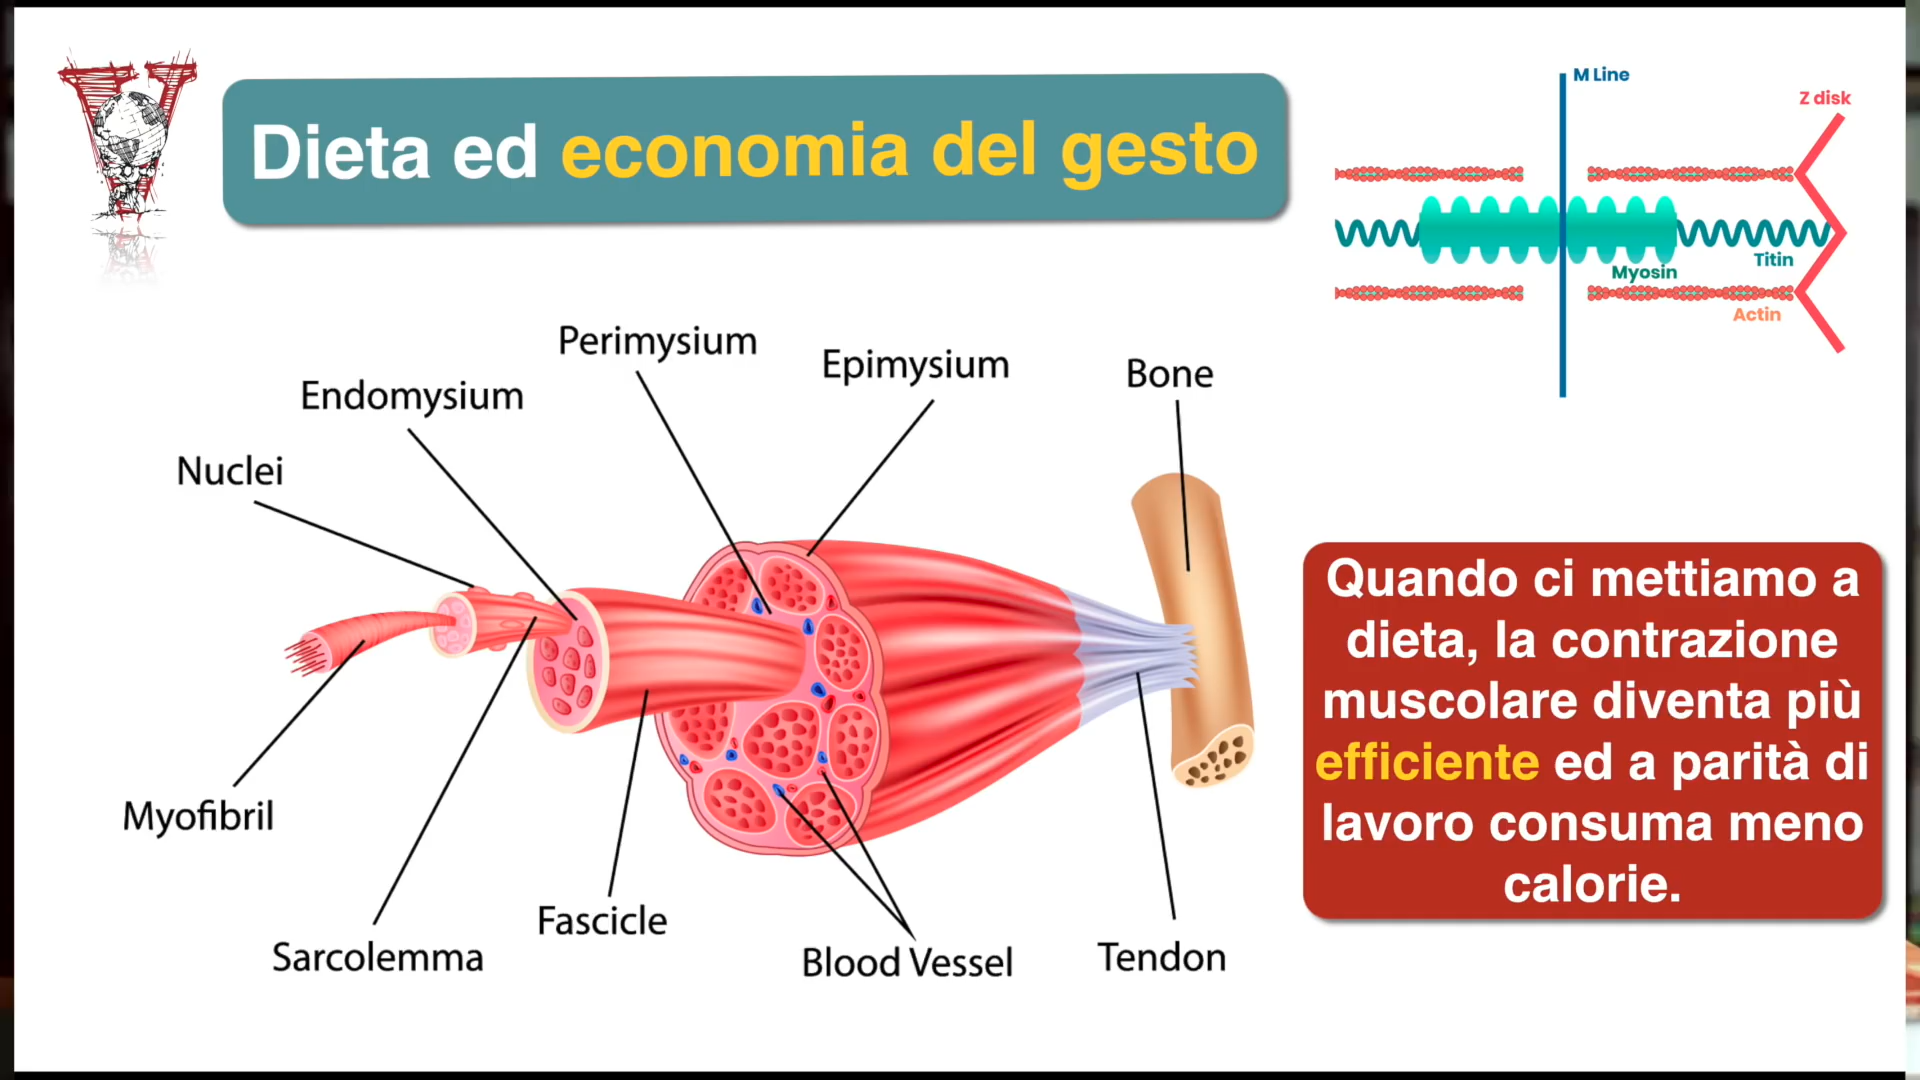 Dieta ed economia del gesto
M Line
Z disk
Myosin
Titin
Actin
Perimysium
Epimysium
Bone
Endomysium
Nuclei
Myofibril
Sarcolemma
Fascicle
Blood Vessel
Tendon
Quando ci mettiamo a
dieta, la contrazione
muscolare diventa più
efficiente ed a parità di
lavoro consuma meno
calorie.